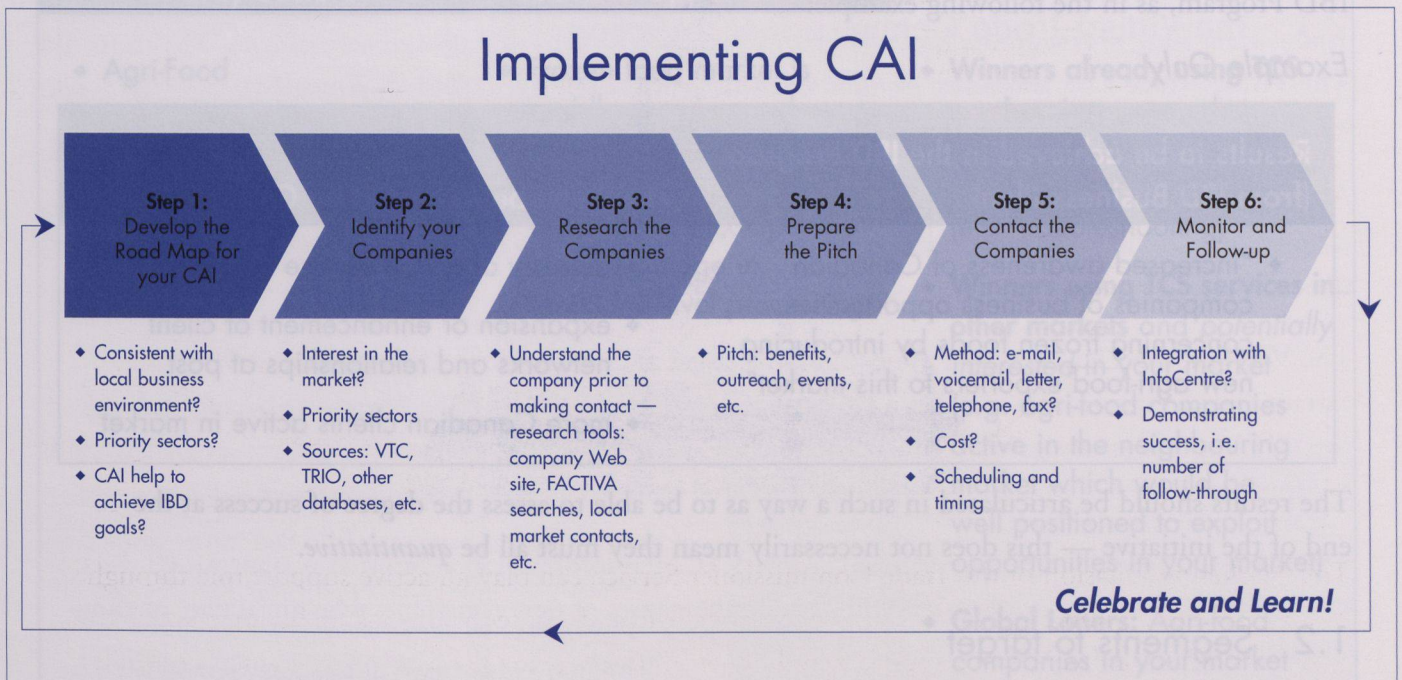 Implementing CAI
Step 1:
Develop the
Road Map for
your CAI
Step 2:
Identify your
Companies
Step 3:
Research the
Companies
Step 4:
Prepare
the Pitch
Step 5:
Contact the
Companies
Step 6:
Monitor and
Follow-up
◆ Consistent with
local business
environment?
◆ Priority sectors?
◆ CAI help to
achieve IBD
goals?
◆ Interest in the
market?
◆ Priority sectors
◆ Sources: VTC,
TRIO, other
databases, etc.
◆ Understand the
company prior to
making contact —
research tools:
company Web
site, FACTIVA
searches, local
market contacts,
etc.
◆ Pitch: benefits,
outreach, events,
etc.
◆ Method: e-mail,
voicemail, letter,
telephone, fax?
◆ Cost?
◆ Scheduling and
timing
◆ Integration with
InfoCentre?
◆ Demonstrating
success, i.e.
number of
follow-through
Celebrate and Learn!